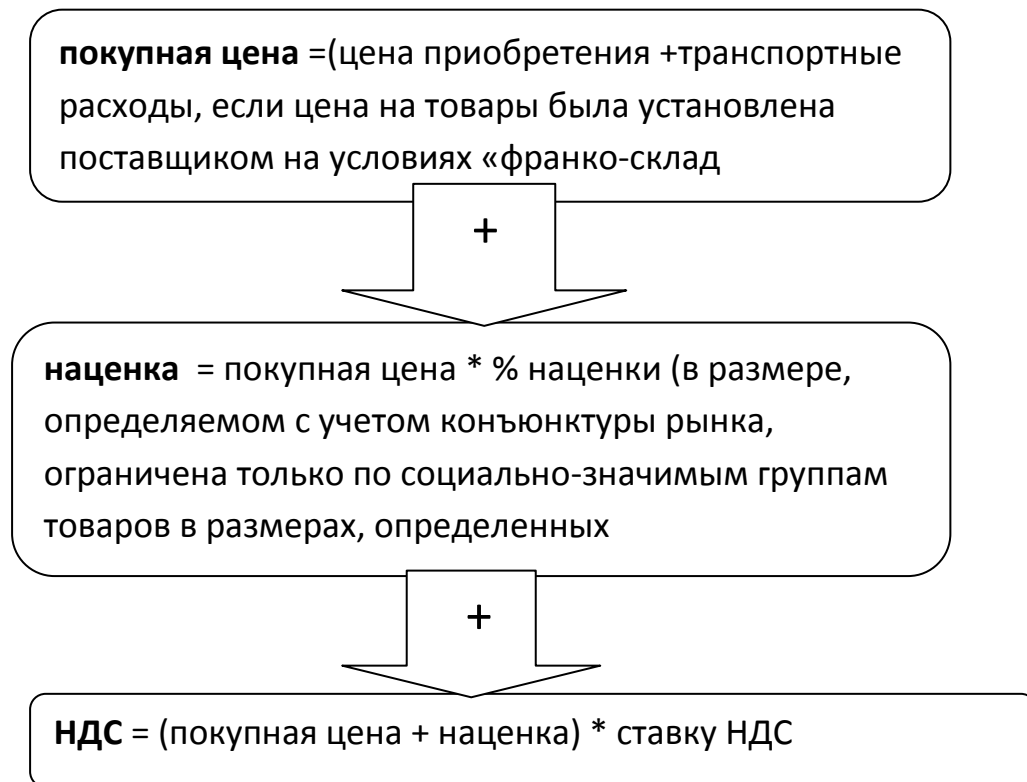 покупная цена =(цена приобретения +транспортные
расходы, если цена на товары была установлена
поставщиком на условиях «франко-склад
+
наценка = покупная цена * % наценки (в размере,
определяемом с учетом конъюнктуры рынка,
ограничена только по социально-значимым группам
товаров в размерах, определенных
+
НДС = (покупная цена + наценка) * ставку НДС